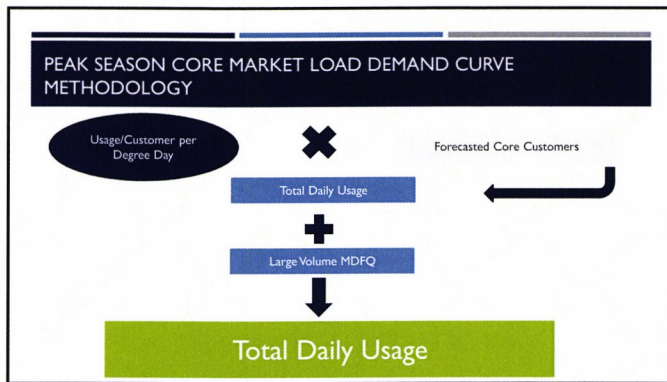 PEAK SEASON CORE MARKET LOAD DEMAND CURVE
METHODOLOGY
Usage/Customer per
Degree Day
Forecasted Core Customers
Total Daily Usage
Large Volume MDFQ
Total Daily Usage